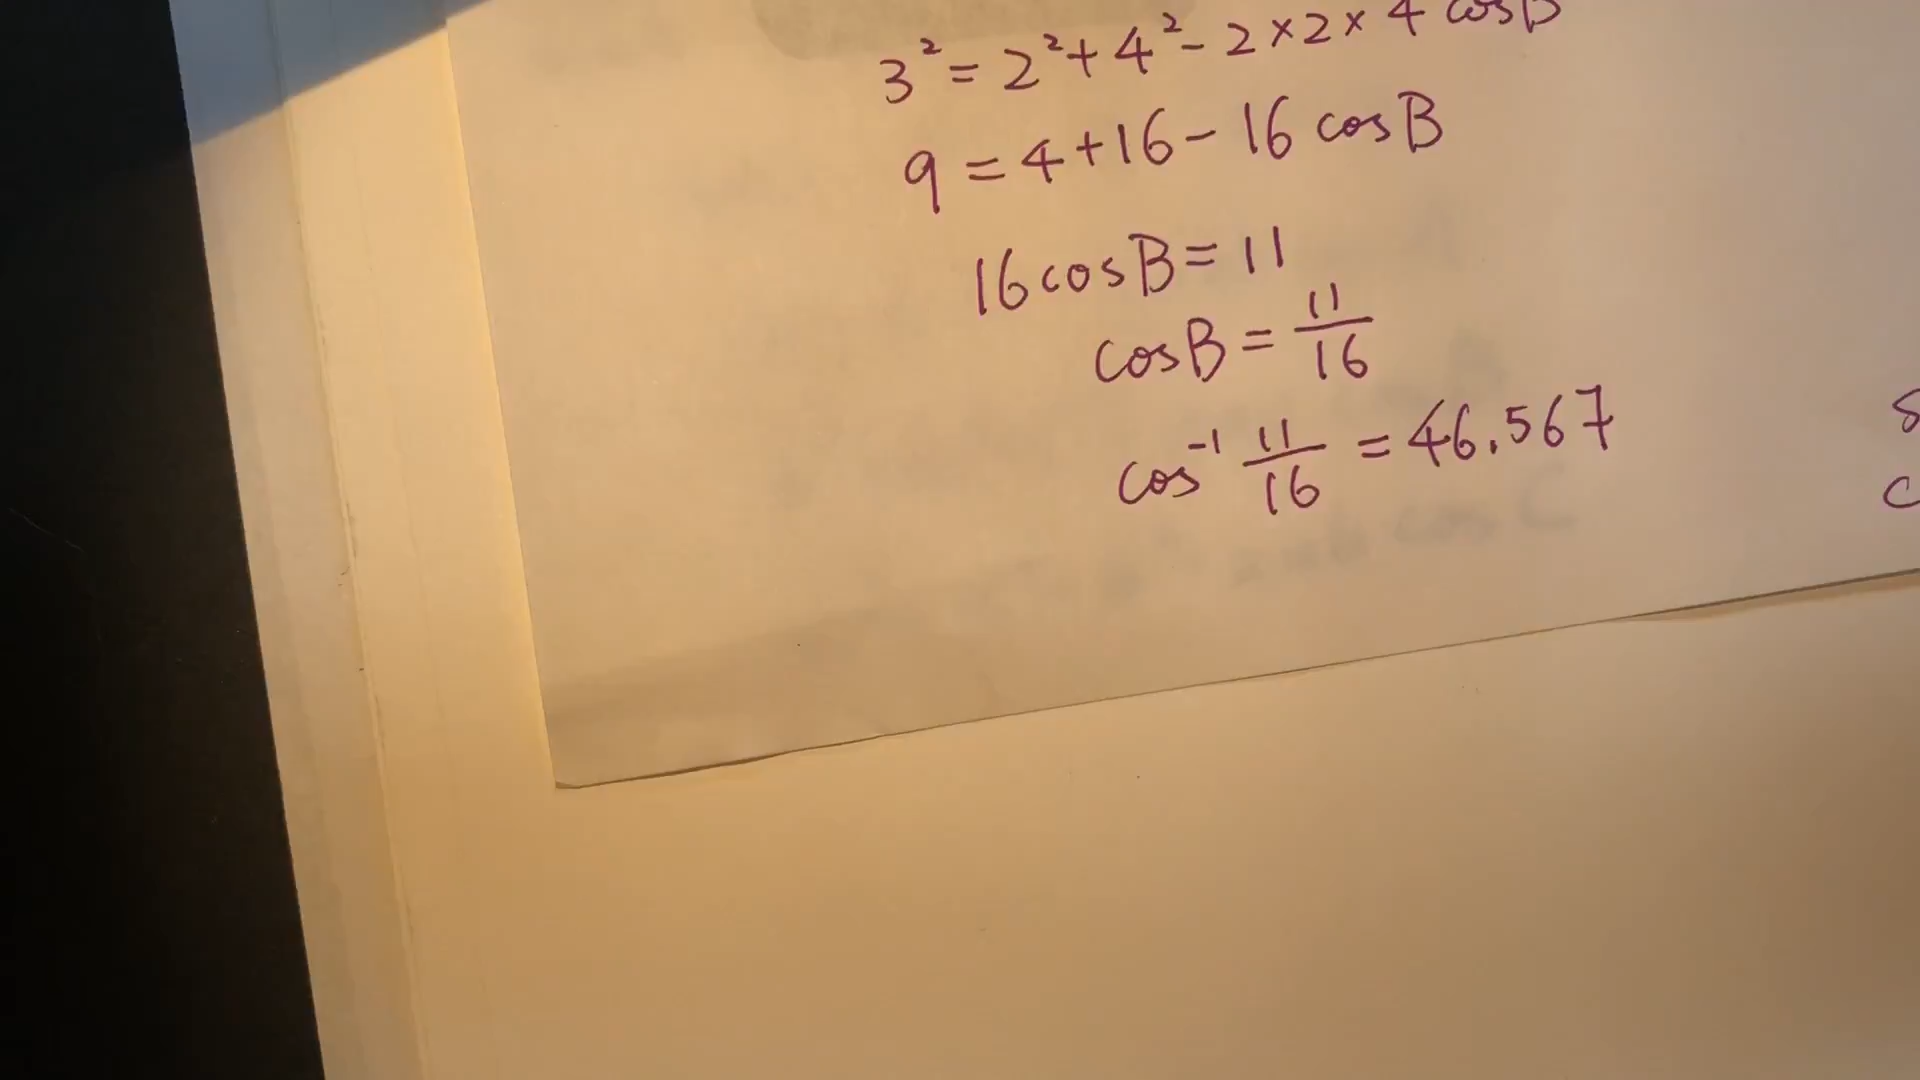 3² = 2² + 4² - 2 × 2 × 4 cos B
9 = 4 + 16 - 16 cos B
16 cos B = 11
cos B = 11/16
cos⁻¹ 11/16 = 46.567